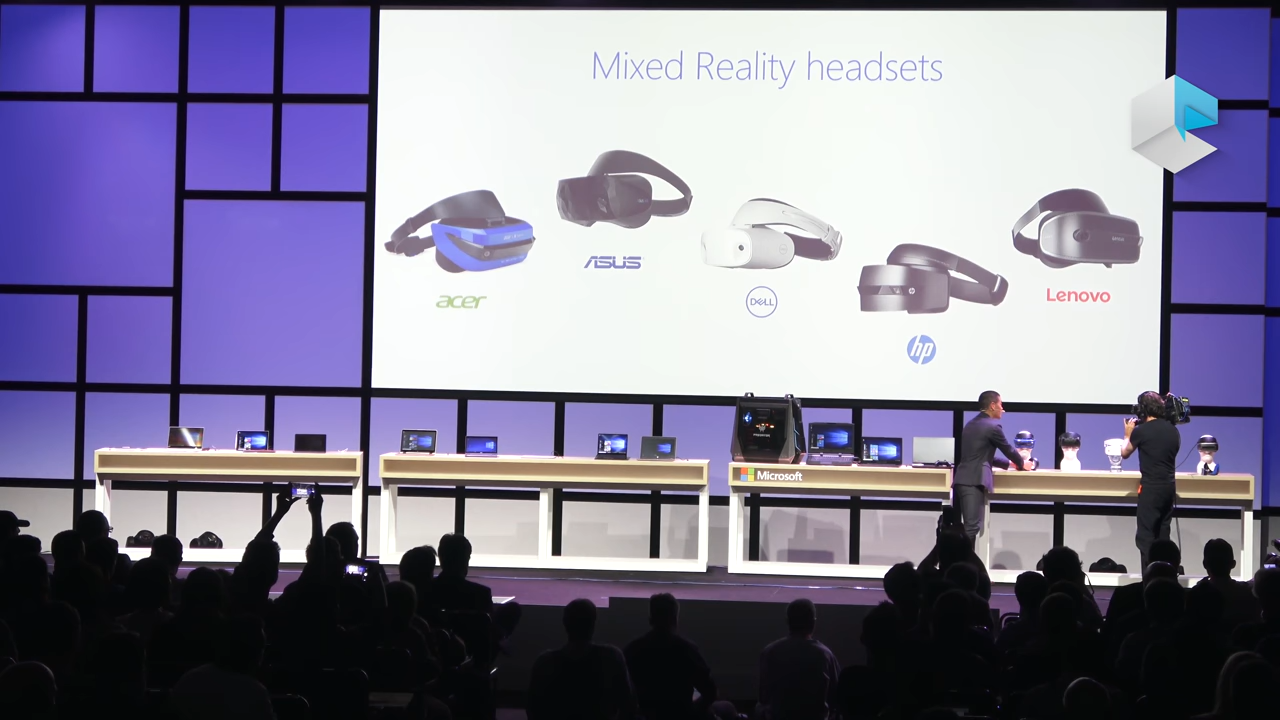 Mixed Reality headsets
acer
ASUS
DELL
hp
Lenovo
Microsoft